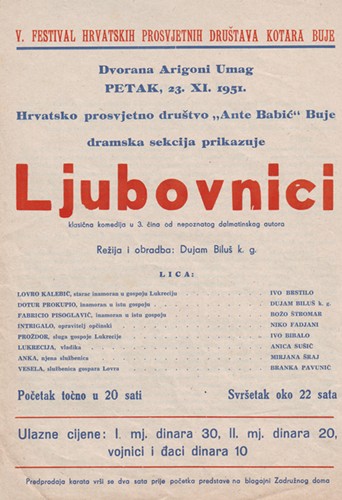 V. FESTIVAL HRVATSKIH PROSVJETNIH DRUŠTAVA KOTARA BUJE
Dvorana Arigoni Umag
PETAK, 23. XI. 1951.
Hrvatsko prosvjetno društvo „Ante Babić“ Buje
dramska sekcija prikazuje
Ljubovnici
klasična komedija u 3. čina od nepoznatog dalmatinskog autora
Režija i obradba: Dujam Biluš k. g.
LICA:
LOVRO KALEBIĆ, starac inamoran u gospoju Lukreciju . . . IVO BRSTILO
DOTUR PROKUPIO, inamoran u istu gospoju . . . DUJAM BILUŠ k. g.
FABRICIO PISOGLAVIĆ, inamoran u istu gospoju . . . BOŽO ŠTROMAR
INTRIGALO, upravitelj općinski . . . NIKO FADJANI
PROŽDOR, sluga gospoje Lukrecije . . . IVO BIBALO
LUKRECIJA, vladika . . . ANICA SUŠIĆ
ANKA, njena službenica . . . MIRJANA ŠRAJ
VESELA, službenica gospara Lovra . . . BRANKA PAVUNIĆ
Početak točno u 20 sati Svršetak oko 22 sata
Ulazne cijene: I. mj. dinara 30, II. mj. dinara 20,
vojnici i đaci dinara 10
Predprodaja karata vrši se dva sata prije početka predstave na blagajni Zadružnog doma